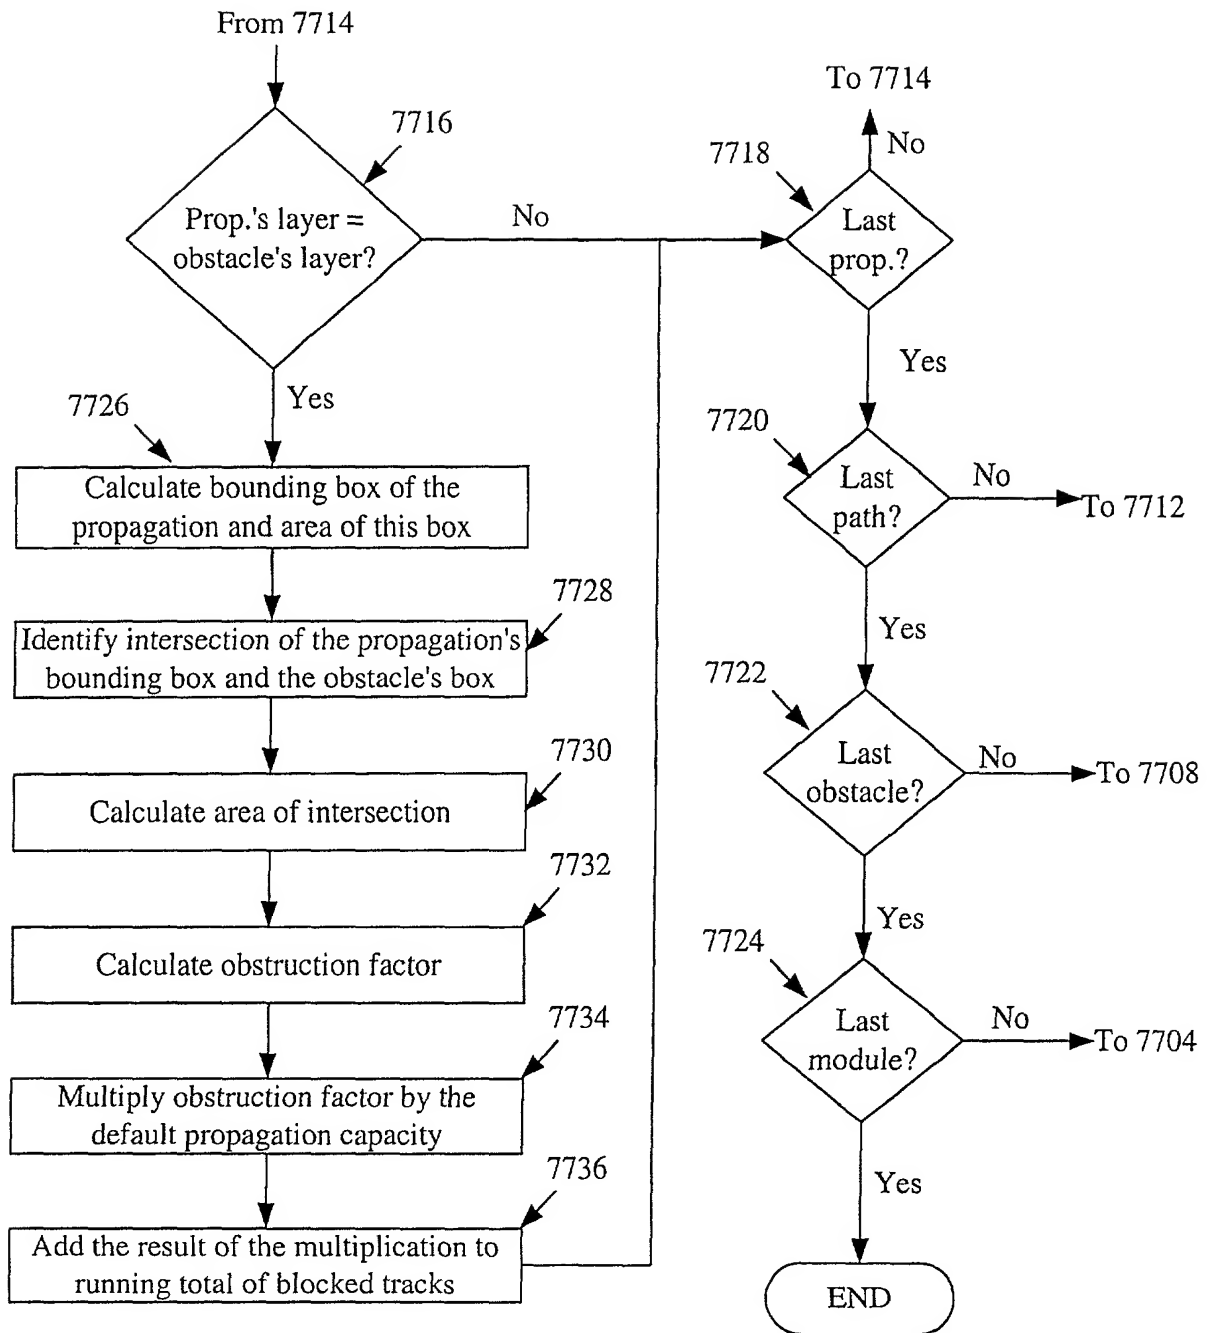 From 7714
7716
Prop.'s layer =
obstacle's layer?
No
Yes
7726
Calculate bounding box of the
propagation and area of this box
7728
Identify intersection of the propagation's
bounding box and the obstacle's box
7730
Calculate area of intersection
7732
Calculate obstruction factor
7734
Multiply obstruction factor by the
default propagation capacity
7736
Add the result of the multiplication to
running total of blocked tracks
To 7714
No
7718
Last
prop.?
Yes
7720
Last
path?
No
To 7712
Yes
7722
Last
obstacle?
No
To 7708
Yes
7724
Last
module?
No
To 7704
Yes
END